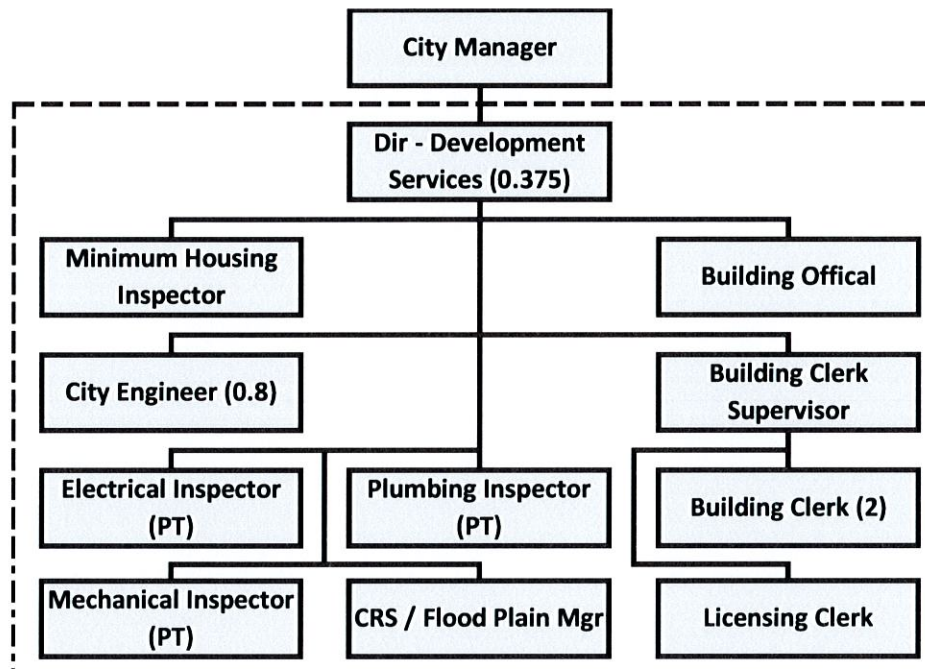 City Manager
Dir - Development
Services (0.375)
Minimum Housing
Inspector
Building Offical
City Engineer (0.8)
Building Clerk
Supervisor
Electrical Inspector
(PT)
Plumbing Inspector
(PT)
Building Clerk (2)
Mechanical Inspector
(PT)
CRS / Flood Plain Mgr
Licensing Clerk